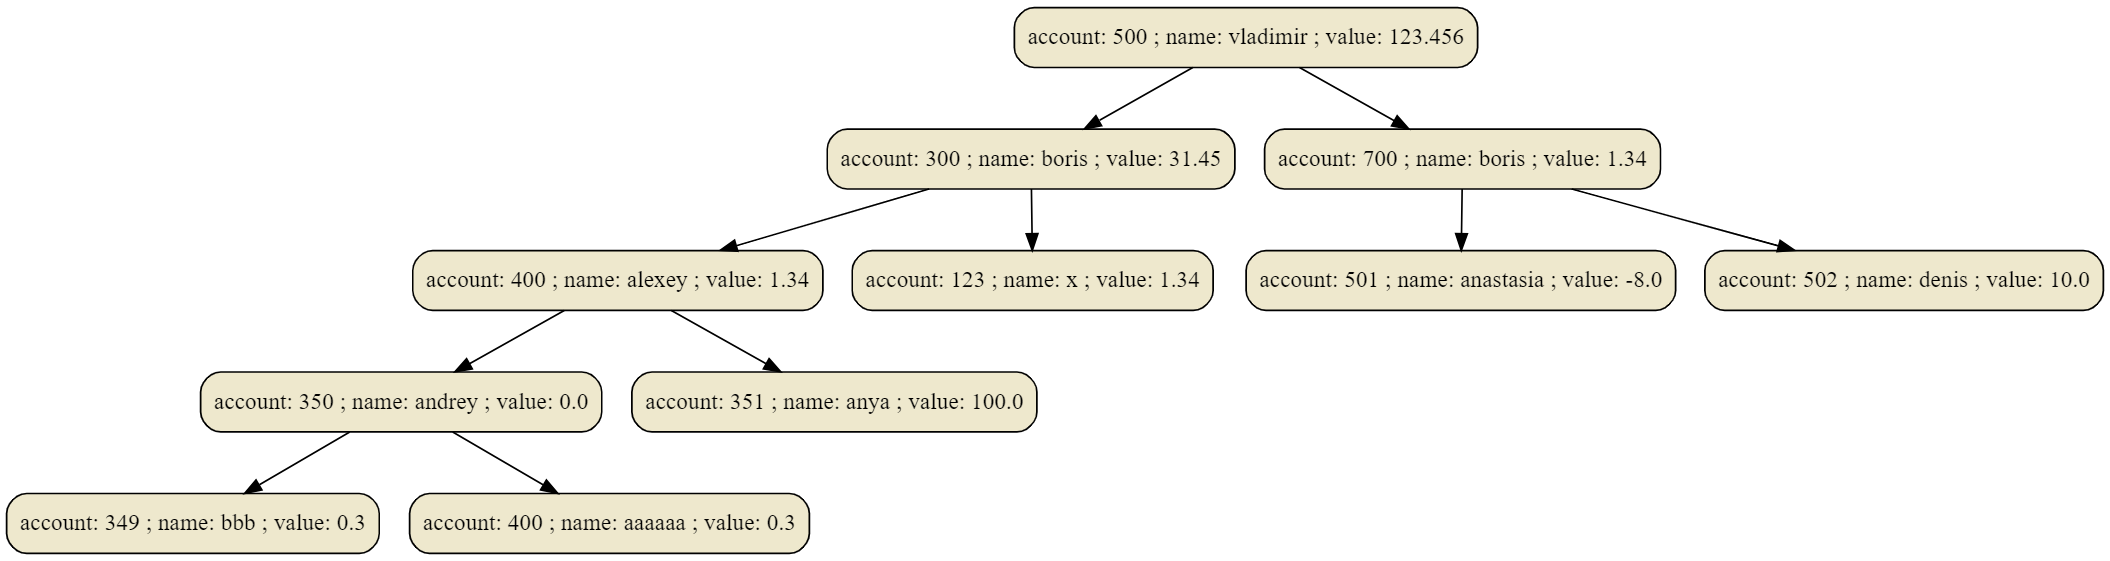 account: 500 ; name: vladimir ; value: 123.456
account: 300 ; name: boris ; value: 31.45
account: 700 ; name: boris ; value: 1.34
account: 400 ; name: alexey ; value: 1.34
account: 123 ; name: x ; value: 1.34
account: 501 ; name: anastasia ; value: -8.0
account: 502 ; name: denis ; value: 10.0
account: 350 ; name: andrey ; value: 0.0
account: 351 ; name: anya ; value: 100.0
account: 349 ; name: bbb ; value: 0.3
account: 400 ; name: aaaaaa ; value: 0.3